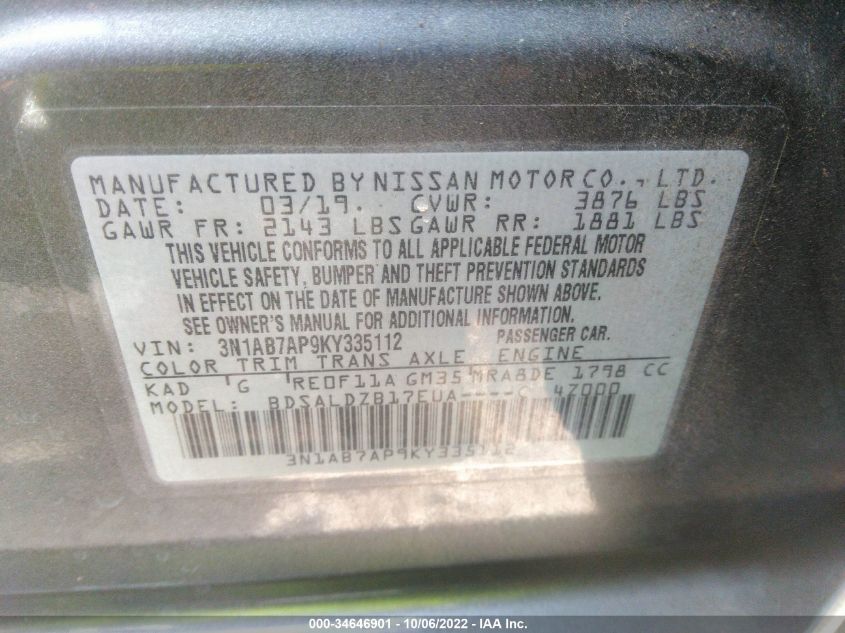 MANUFACTURED BY NISSAN MOTOR CO., LTD.
DATE: 03/19. GVWR: 3876 LBS
GAWR FR: 2143 LBS GAWR RR: 1881 LBS
THIS VEHICLE CONFORMS TO ALL APPLICABLE FEDERAL MOTOR
VEHICLE SAFETY, BUMPER AND THEFT PREVENTION STANDARDS
IN EFFECT ON THE DATE OF MANUFACTURE SHOWN ABOVE.
SEE OWNER'S MANUAL FOR ADDITIONAL INFORMATION.
VIN: 3N1AB7AP9KY335112 PASSENGER CAR.
COLOR TRIM TRANS AXLE ENGINE
KAD G RE0F11A GM35 MRA8DE 1798 CC
MODEL: BDSALDZB17EUA----C 4Z000
3N1AB7AP9KY335112
000-34646901 - 10/06/2022 - IAA Inc.